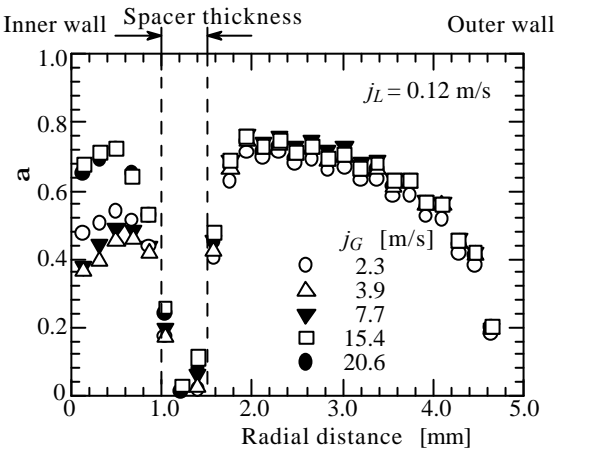 Spacer thickness
Inner wall
Outer wall
1.0
j_L = 0.12 m/s
0.8
a
0.6
j_G [m/s]
2.3
0.4
3.9
7.7
0.2
15.4
20.6
0
0 1.0 2.0 3.0 4.0 5.0
Radial distance [mm]